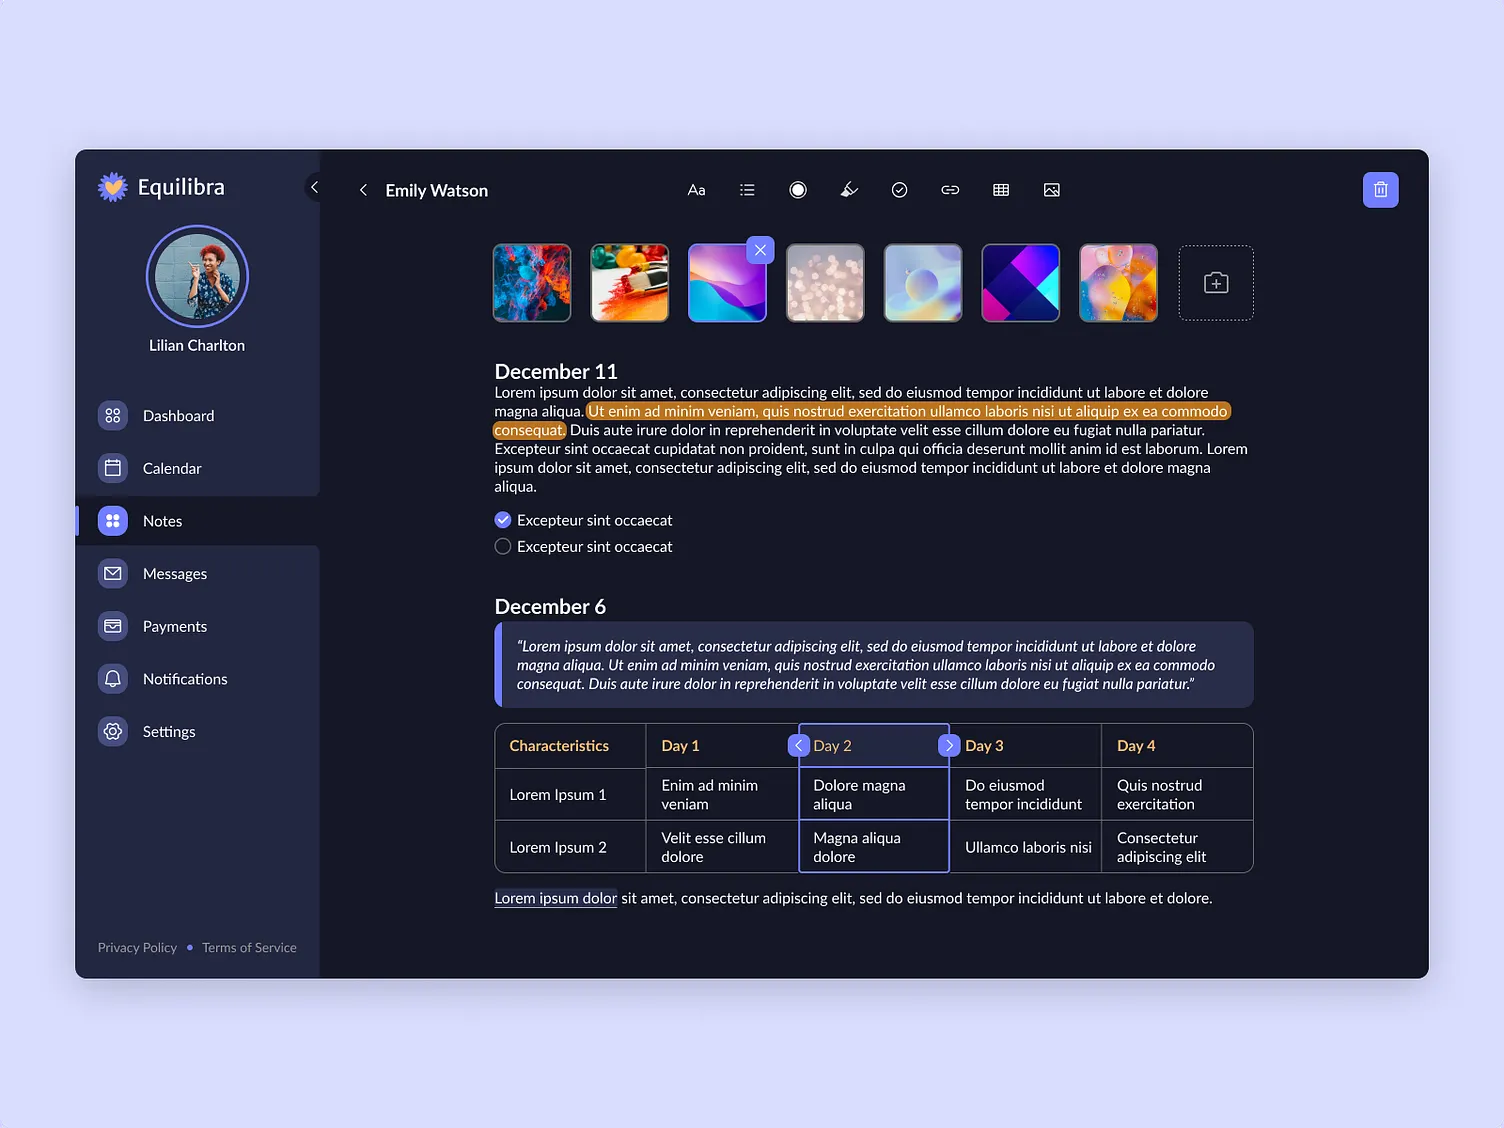 Equilibra
Lilian Charlton
Dashboard
Calendar
Notes
Messages
Payments
Notifications
Settings
Privacy Policy • Terms of Service
Emily Watson
Aa
December 11
Lorem ipsum dolor sit amet, consectetur adipiscing elit, sed do eiusmod tempor incididunt ut labore et dolore
magna aliqua. Ut enim ad minim veniam, quis nostrud exercitation ullamco laboris nisi ut aliquip ex ea commodo
consequat. Duis aute irure dolor in reprehenderit in voluptate velit esse cillum dolore eu fugiat nulla pariatur.
Excepteur sint occaecat cupidatat non proident, sunt in culpa qui officia deserunt mollit anim id est laborum. Lorem
ipsum dolor sit amet, consectetur adipiscing elit, sed do eiusmod tempor incididunt ut labore et dolore magna
aliqua.
Excepteur sint occaecat
Excepteur sint occaecat
December 6
“Lorem ipsum dolor sit amet, consectetur adipiscing elit, sed do eiusmod tempor incididunt ut labore et dolore
magna aliqua. Ut enim ad minim veniam, quis nostrud exercitation ullamco laboris nisi ut aliquip ex ea commodo
consequat. Duis aute irure dolor in reprehenderit in voluptate velit esse cillum dolore eu fugiat nulla pariatur.”
Characteristics Day 1 Day 2 Day 3 Day 4
Lorem Ipsum 1
Enim ad minim
veniam
Dolore magna
aliqua
Do eiusmod
tempor incididunt
Quis nostrud
exercitation
Lorem Ipsum 2
Velit esse cillum
dolore
Magna aliqua
dolore
Ullamco laboris nisi
Consectetur
adipiscing elit
Lorem ipsum dolor sit amet, consectetur adipiscing elit, sed do eiusmod tempor incididunt ut labore et dolore.